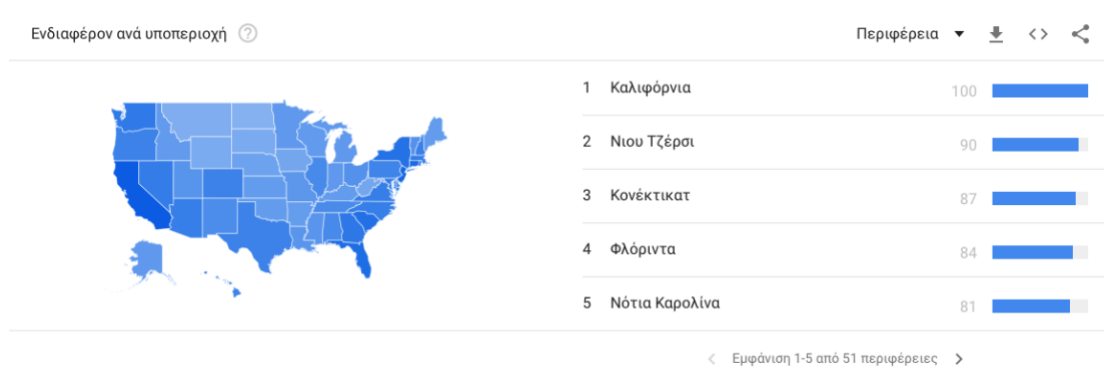 Ενδιαφέρον ανά υποπεριοχή
Περιφέρεια
1 Καλιφόρνια 100
2 Νιου Τζέρσι 90
3 Κονέκτικατ 87
4 Φλόριντα 84
5 Νότια Καρολίνα 81
Εμφάνιση 1-5 από 51 περιφέρειες